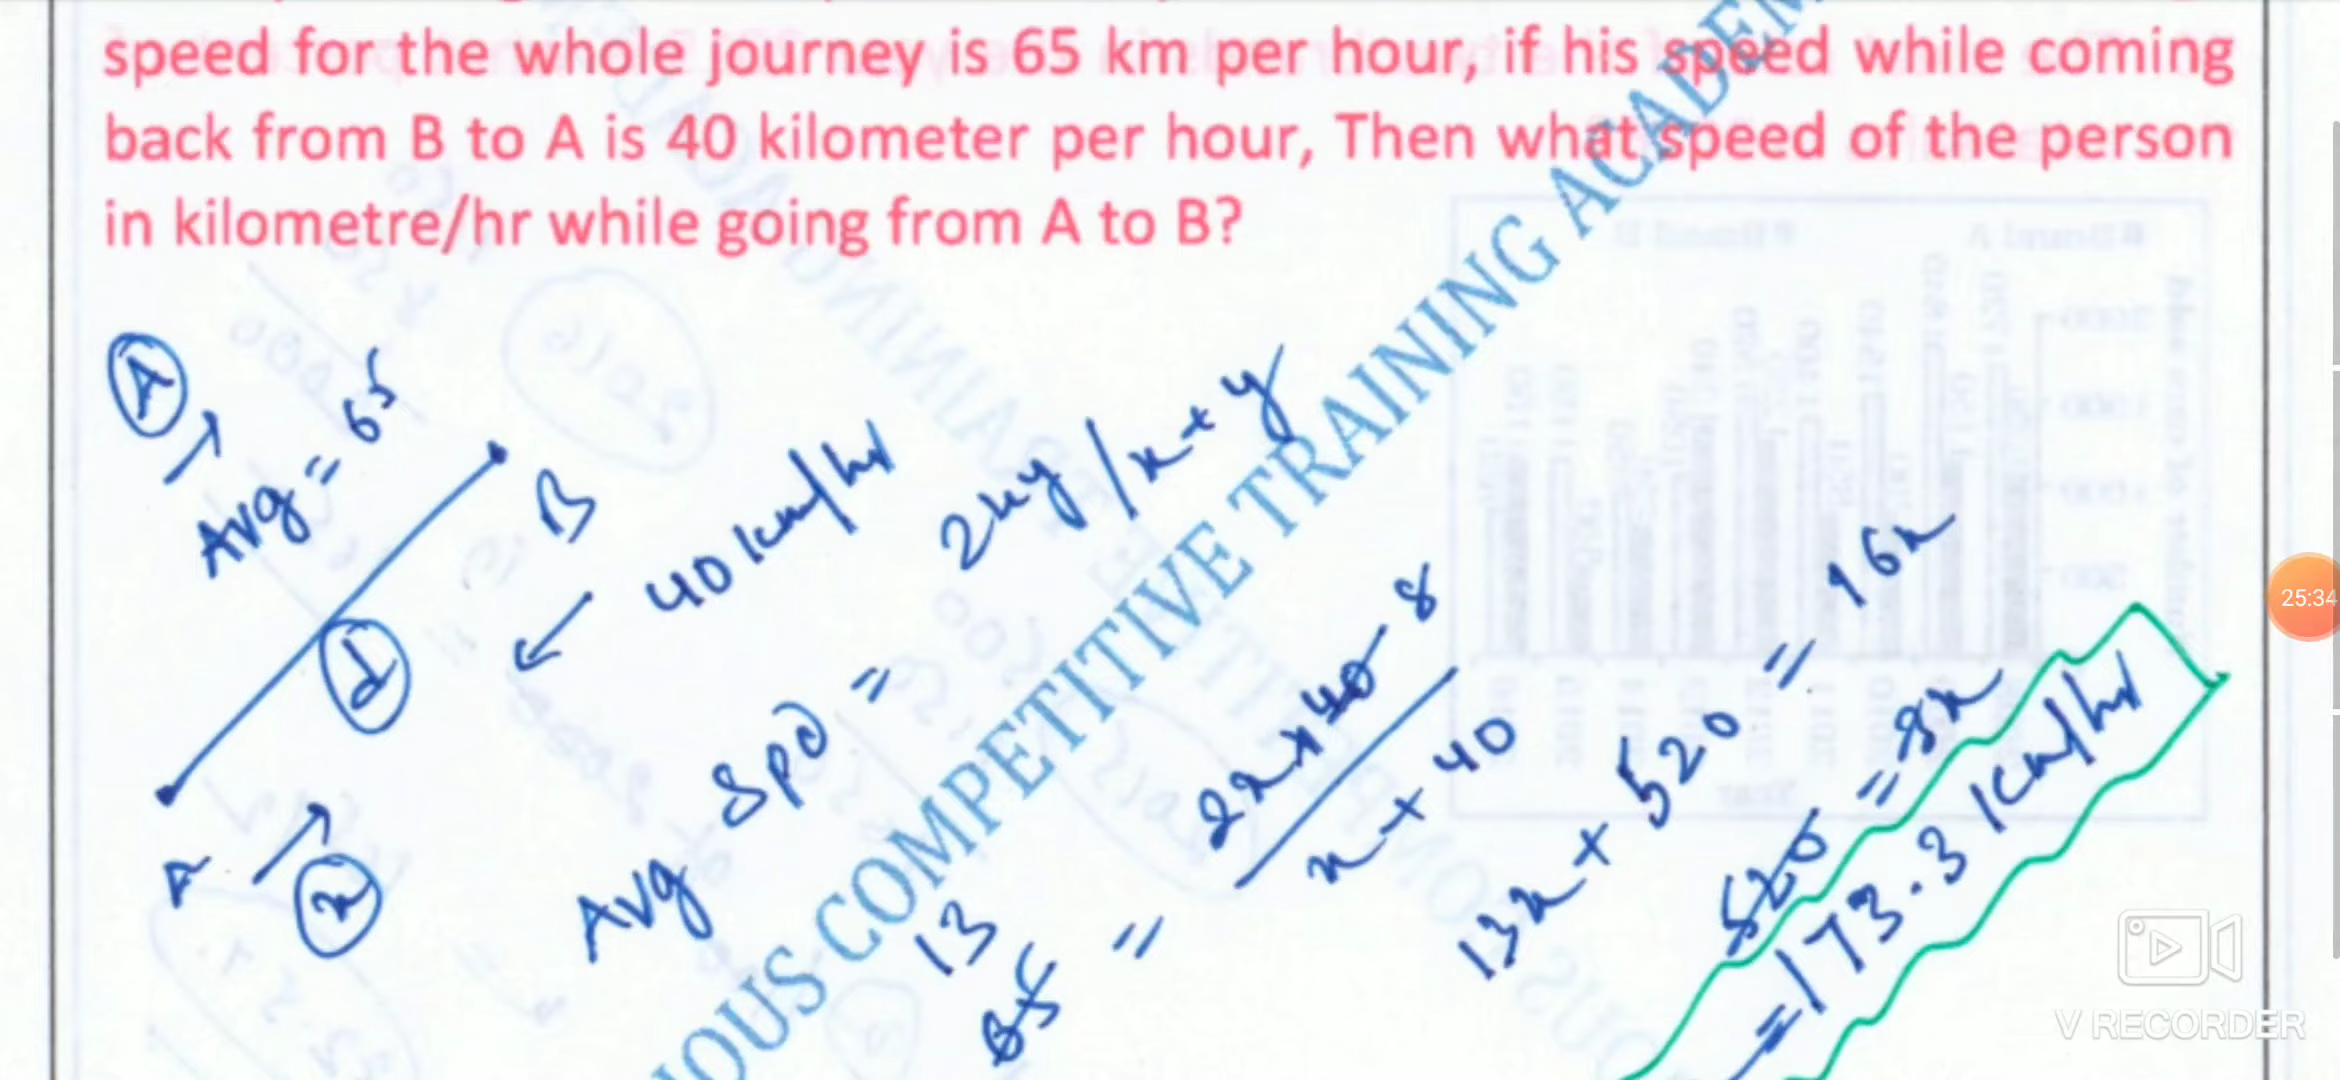 speed for the whole journey is 65 km per hour, if his speed while coming
back from B to A is 40 kilometer per hour, Then what speed of the person
in kilometre/hr while going from A to B?
A
Avg = 65
B
40 km/hr
d
A
x
Avg Spd = 2xy/x+y
13
65 = 2x×40 8
x+40
13x + 520 = 16x
520 = 3x
= 173.3 km/hr
IOUS COMPETITIVE TRAINING ACADEM
25:34
V RECORDER